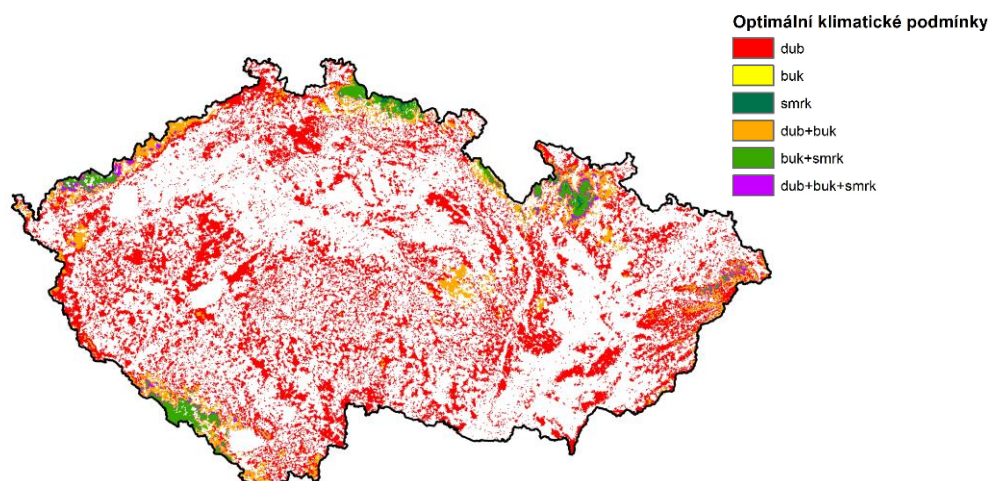 Optimální klimatické podmínky
dub
buk
smrk
dub+buk
buk+smrk
dub+buk+smrk